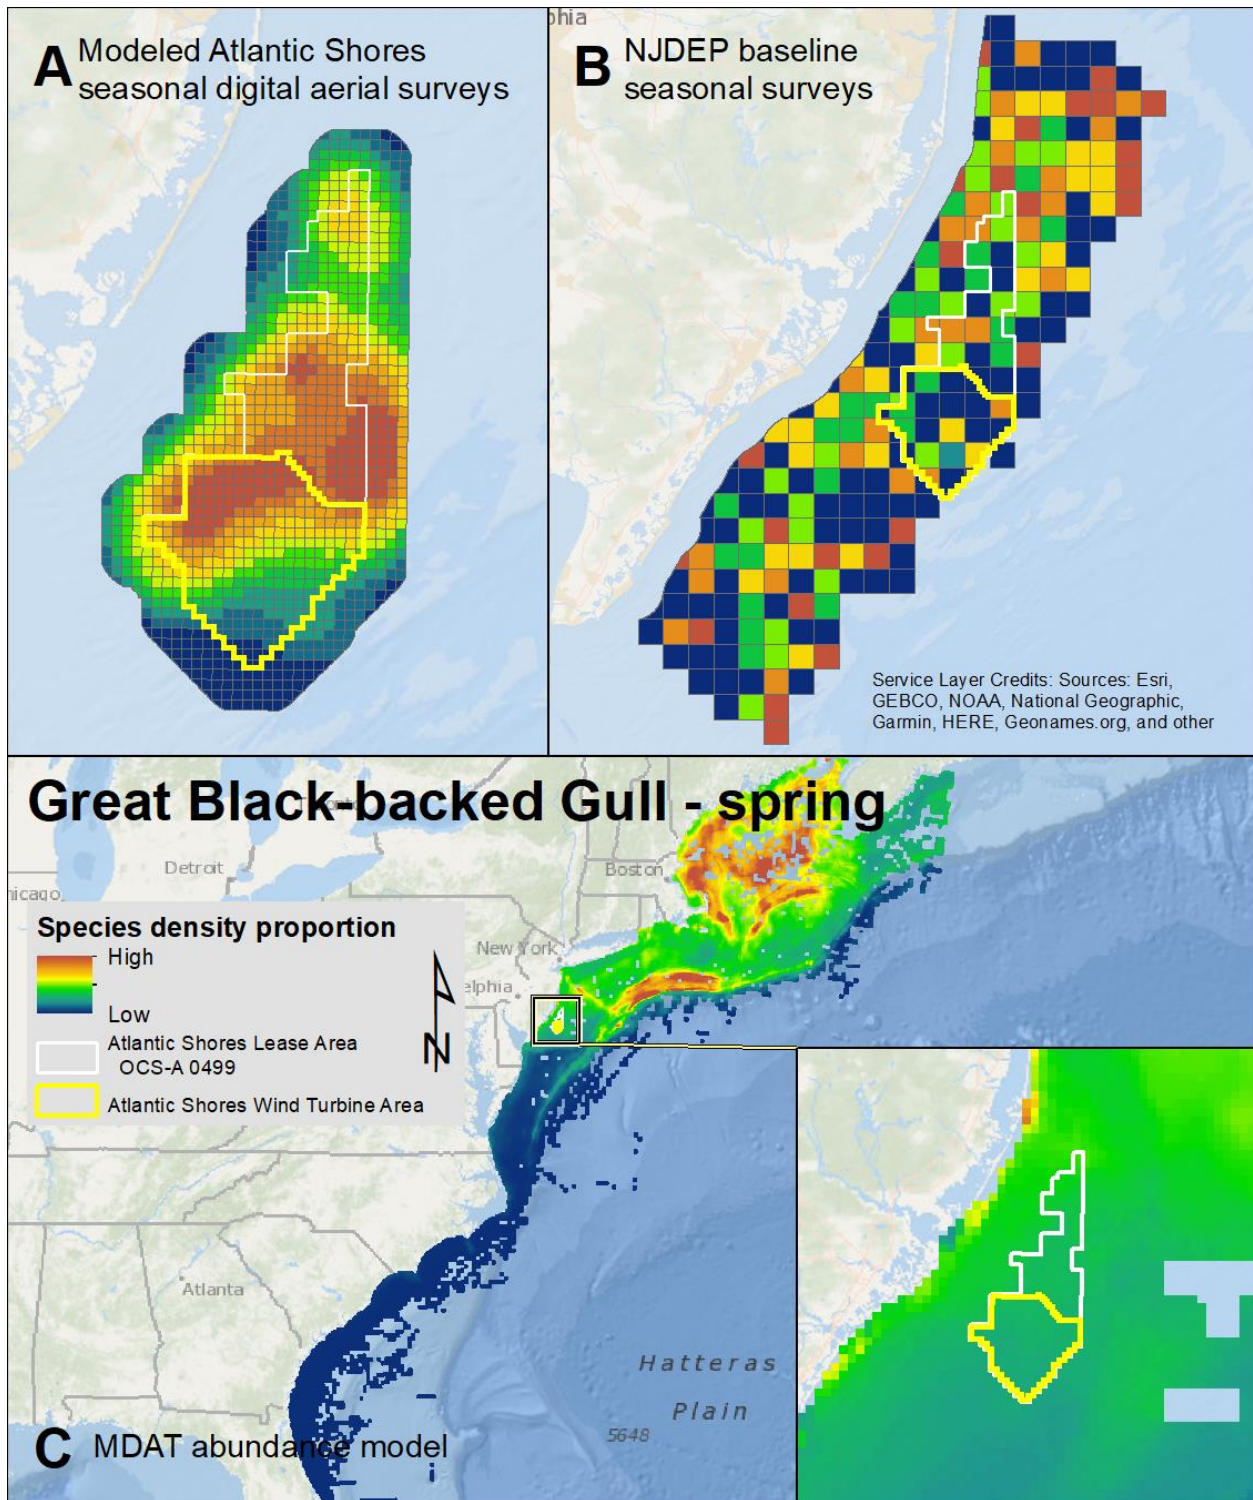 A Modeled Atlantic Shores
seasonal digital aerial surveys
phia
B NJDEP baseline
seasonal surveys
Service Layer Credits: Sources: Esri,
GEBCO, NOAA, National Geographic,
Garmin, HERE, Geonames.org, and other
Great Black-backed Gull - spring
Detroit
Boston
hicago
Species density proportion
High
Low
Atlantic Shores Lease Area
OCS-A 0499
Atlantic Shores Wind Turbine Area
New York
elphia
N
Atlanta
Hatteras
Plain
5648
C MDAT abundance model